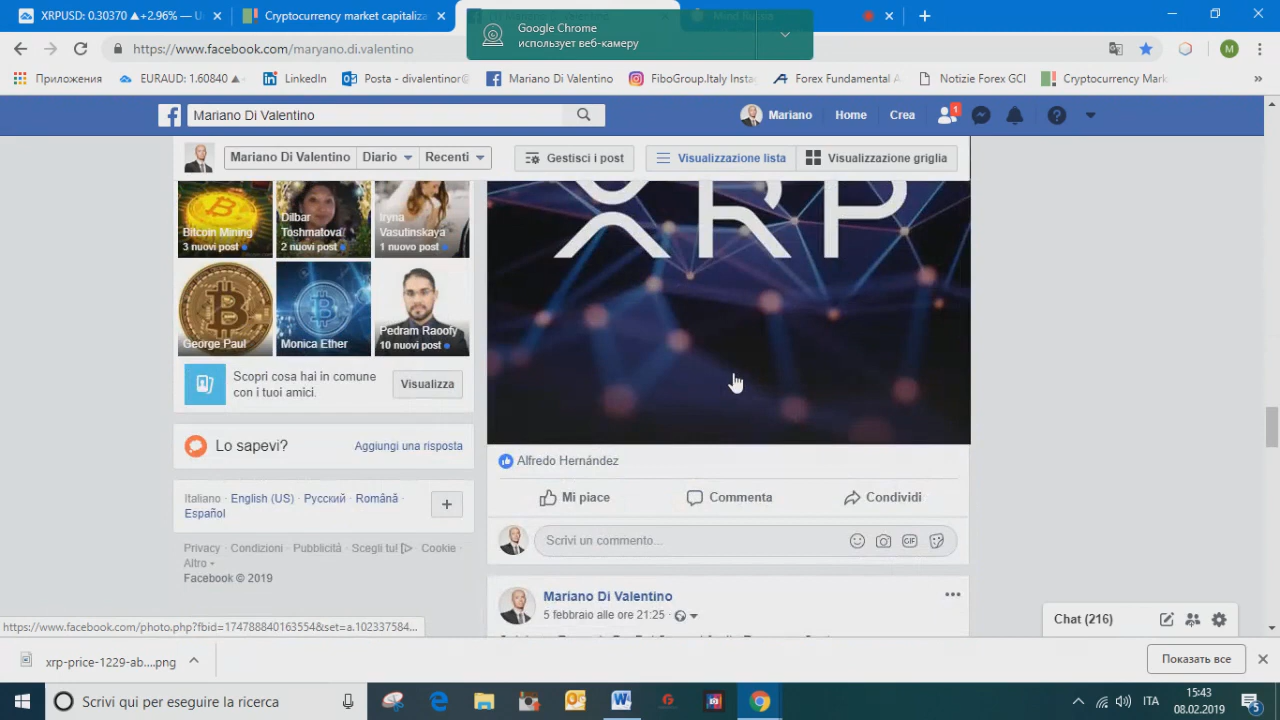 XRPUSD: 0.30370 ▲+2.96% — U
Cryptocurrency market capitaliza
Google Chrome
использует веб-камеру
https://www.facebook.com/maryano.di.valentino
M
Приложения
EURAUD: 1.60840 ▲
LinkedIn
Posta - divalentino@
Mariano Di Valentino
FiboGroup.Italy Insta
Forex Fundamental A
Notizie Forex GCI
Cryptocurrency Mark
»
Mariano Di Valentino
Mariano
Home
Crea
1
Mariano Di Valentino
Diario
Recenti
Gestisci i post
Visualizzazione lista
Visualizzazione griglia
XRP
Bitcoin Mining
3 nuovi post
Dilbar
Toshmatova
2 nuovi post
Iryna
Vasutinskaya
1 nuovo post
George Paul
Monica Ether
Pedram Raoofy
10 nuovi post
Scopri cosa hai in comune
con i tuoi amici.
Visualizza
Lo sapevi?
Aggiungi una risposta
Italiano · English (US) · Русский · Română ·
Español
Privacy · Condizioni · Pubblicità · Scegli tu! · Cookie ·
Altro
Facebook © 2019
Alfredo Hernández
Mi piace
Commenta
Condividi
Scrivi un commento...
GIF
Mariano Di Valentino
5 febbraio alle ore 21:25 ·
Chat (216)
https://www.facebook.com/photo.php?fbid=1747888401635​54&set=a.102337584...
xrp-price-1229-ab....png
Показать все
Scrivi qui per eseguire la ricerca
ITA
15:43
08.02.2019
5